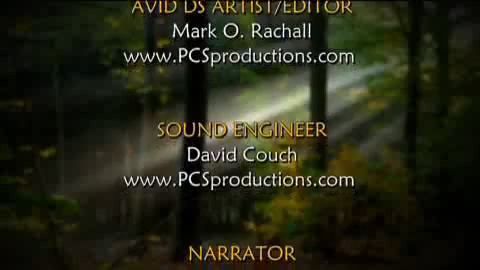 AVID DS ARTIST/EDITOR
Mark O. Rachall
www.PCSproductions.com
SOUND ENGINEER
David Couch
www.PCSproductions.com
NARRATOR